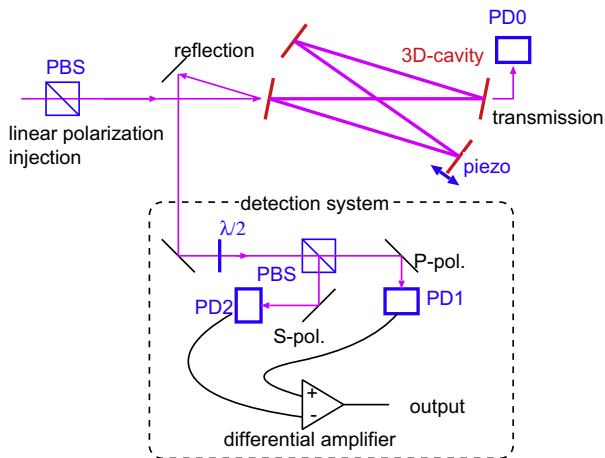 PD0
reflection
3D-cavity
PBS
transmission
linear polarization
injection
piezo
detection system
λ/2
P-pol.
PBS
PD2
PD1
S-pol.
+
-
output
differential amplifier